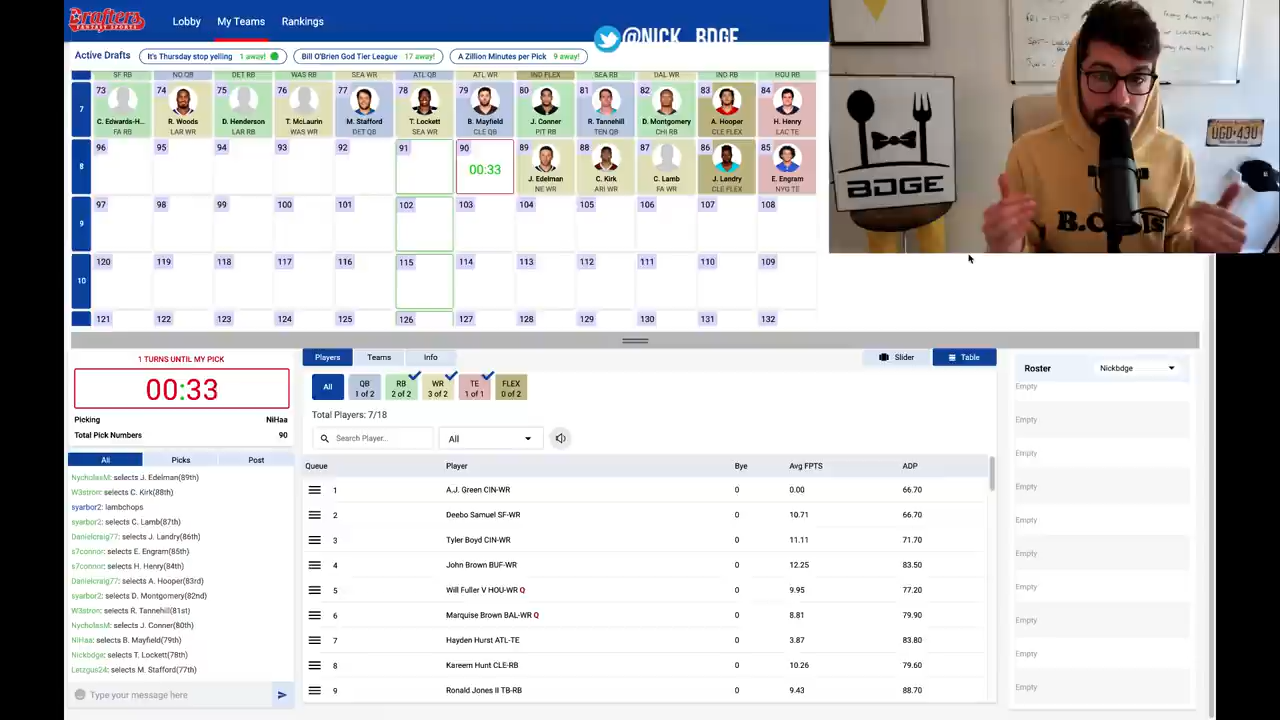 Drafters
FANTASY SPORTS
Lobby
My Teams
Rankings
@NICK_BDGE
Active Drafts
It's Thursday stop yelling 1 away!
Bill O'Brien God Tier League 17 away!
A Zillion Minutes per Pick 9 away!
SF RB
NO QB
DET RB
WAS RB
SEA WR
ATL QB
ATL WR
IND FLEX
SEA RB
DAL WR
IND RB
HOU RB
7
73 C. Edwards-H... FA RB
74 R. Woods LAR WR
75 D. Henderson LAR RB
76 T. McLaurin WAS WR
77 M. Stafford DET QB
78 T. Lockett SEA WR
79 B. Mayfield CLE QB
80 J. Conner PIT RB
81 R. Tannehill TEN QB
82 D. Montgomery CHI RB
83 A. Hooper CLE FLEX
84 H. Henry LAC TE
8
96
95
94
93
92
91
90 00:33
89 J. Edelman NE WR
88 C. Kirk ARI WR
87 C. Lamb FA WR
86 J. Landry CLE FLEX
85 E. Engram NYG TE
9
97 98 99 100 101 102 103 104 105 106 107 108
10
120 119 118 117 116 115 114 113 112 111 110 109
121 122 123 124 125 126 127 128 129 130 131 132
BDGE
B.O
is
UGD·43U
1 TURNS UNTIL MY PICK
00:33
Picking NiHaa
Total Pick Numbers 90
All Picks Post
NycholasM: selects J. Edelman(89th)
W3stron: selects C. Kirk(88th)
syarbor2: lambchops
syarbor2: selects C. Lamb(87th)
Danielcraig77: selects J. Landry(86th)
s7connor: selects E. Engram(85th)
s7connor: selects H. Henry(84th)
Danielcraig77: selects A. Hooper(83rd)
syarbor2: selects D. Montgomery(82nd)
W3stron: selects R. Tannehill(81st)
NycholasM: selects J. Conner(80th)
NiHaa: selects B. Mayfield(79th)
Nickbdge: selects T. Lockett(78th)
Letzgus24: selects M. Stafford(77th)
Type your message here
Players Teams Info
Slider Table
All
QB 1 of 2
RB 2 of 2
WR 3 of 2
TE 1 of 1
FLEX 0 of 2
Total Players: 7/18
Search Player...
All
Queue Player Bye Avg FPTS ADP
1 A.J. Green CIN-WR 0 0.00 66.70
2 Deebo Samuel SF-WR 0 10.71 66.70
3 Tyler Boyd CIN-WR 0 11.11 71.70
4 John Brown BUF-WR 0 12.25 83.50
5 Will Fuller V HOU-WR Q 0 9.95 77.20
6 Marquise Brown BAL-WR Q 0 8.81 79.90
7 Hayden Hurst ATL-TE 0 3.87 83.80
8 Kareem Hunt CLE-RB 0 10.26 79.60
9 Ronald Jones II TB-RB 0 9.43 88.70
Roster Nickbdge
Empty
Empty
Empty
Empty
Empty
Empty
Empty
Empty
Empty
Empty